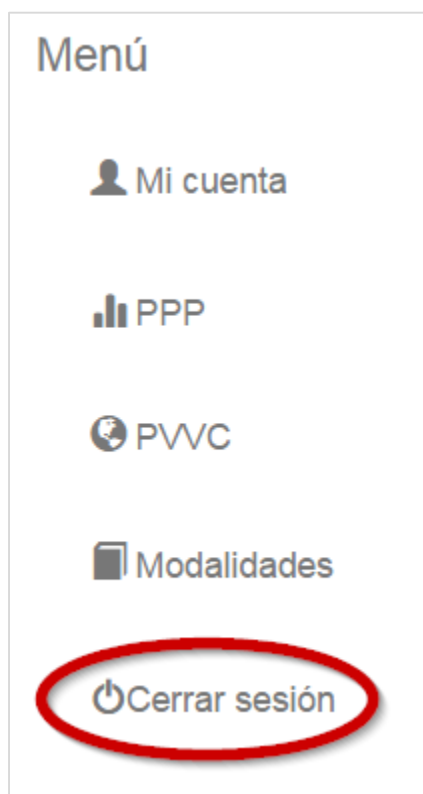 Menú
Mi cuenta
PPP
PVVC
Modalidades
Cerrar sesión